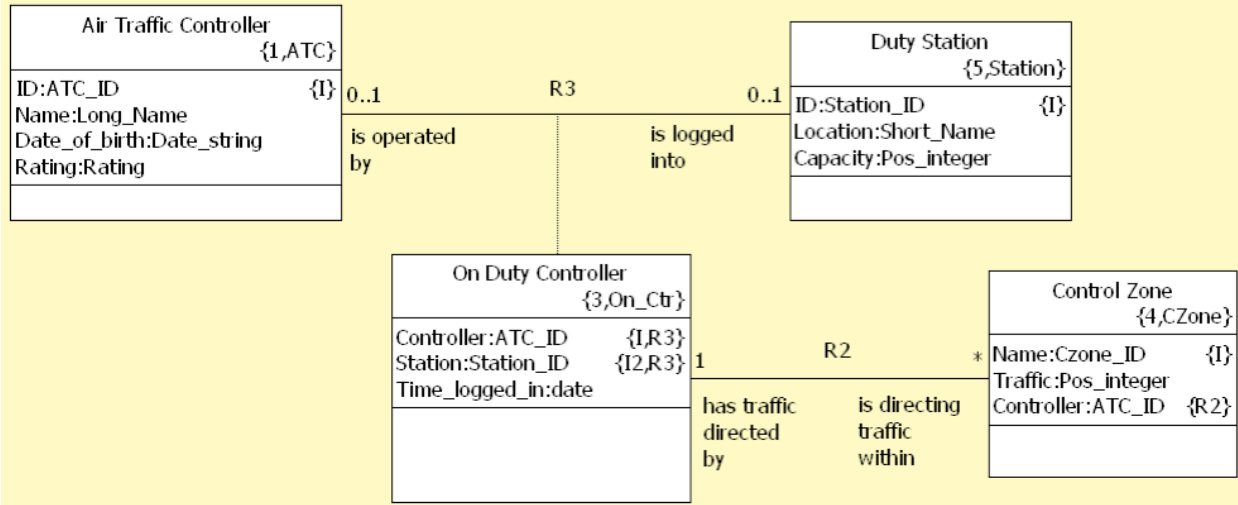 Air Traffic Controller
{1,ATC}
ID:ATC_ID {I}
Name:Long_Name
Date_of_birth:Date_string
Rating:Rating
0..1 R3 0..1
is operated
by
is logged
into
Duty Station
{5,Station}
ID:Station_ID {I}
Location:Short_Name
Capacity:Pos_integer
On Duty Controller
{3,On_Ctr}
Controller:ATC_ID {I,R3}
Station:Station_ID {I2,R3}
Time_logged_in:date
1 R2 *
has traffic
directed
by
is directing
traffic
within
Control Zone
{4,CZone}
Name:Czone_ID {I}
Traffic:Pos_integer
Controller:ATC_ID {R2}